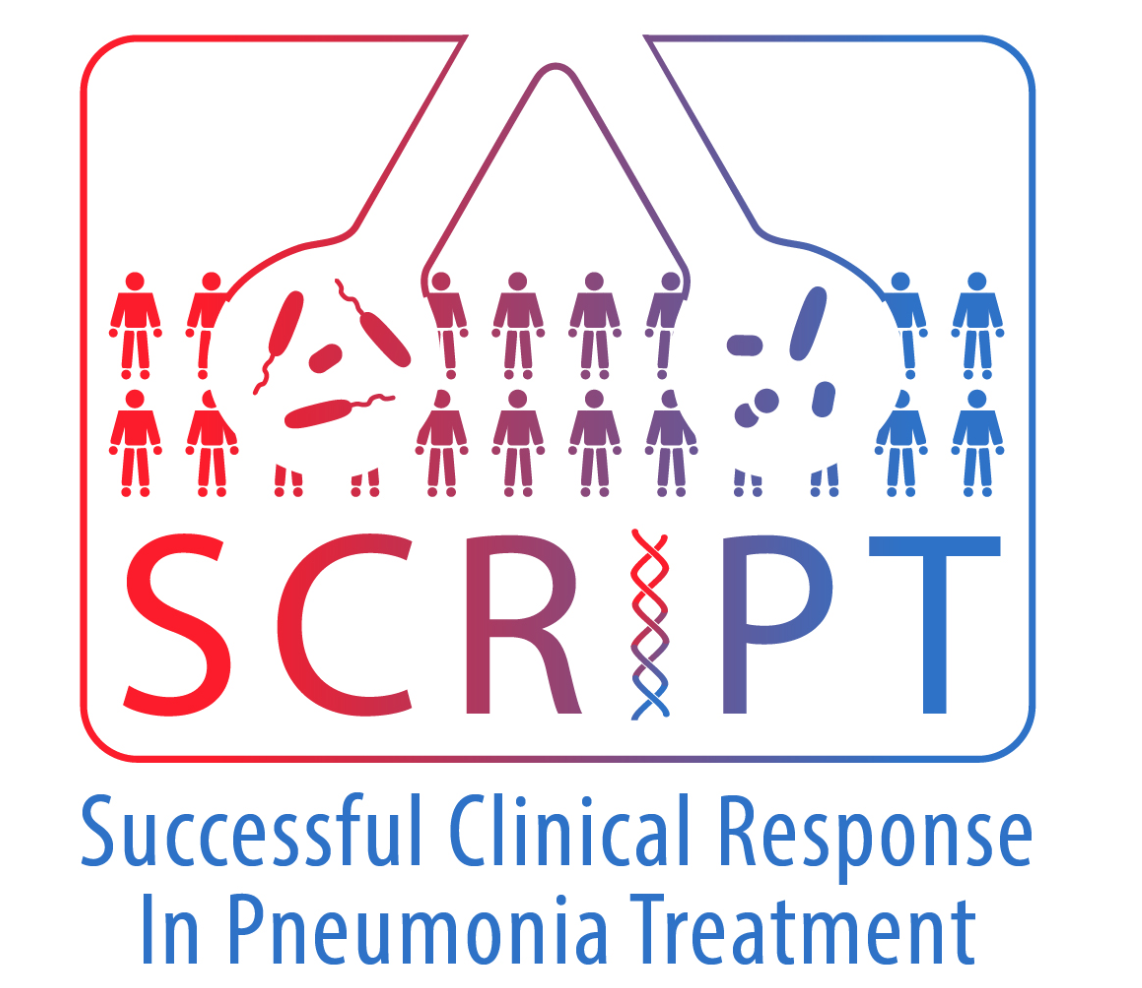 SCRIPT
Successful Clinical Response
In Pneumonia Treatment